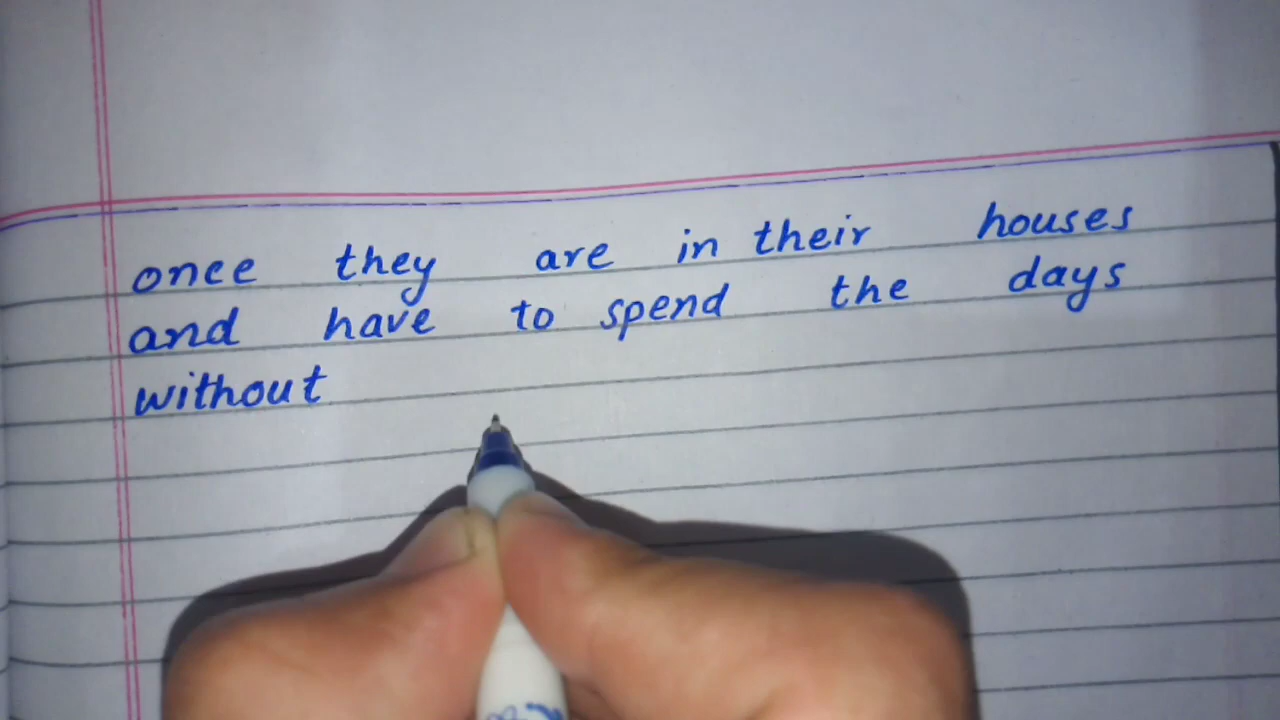 once they are in their houses
and have to spend the days
without